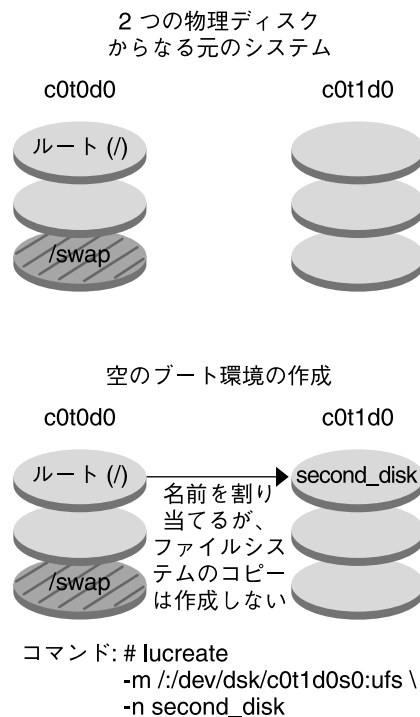 2 つの物理ディスク
からなる元のシステム
c0t0d0
c0t1d0
ルート (/)
/swap
空のブート環境の作成
c0t0d0
c0t1d0
ルート (/)
second_disk
名前を割り
当てるが、
ファイルシス
テムのコピー
は作成しない
/swap
コマンド: # lucreate
-m /:/dev/dsk/c0t1d0s0:ufs \
-n second_disk